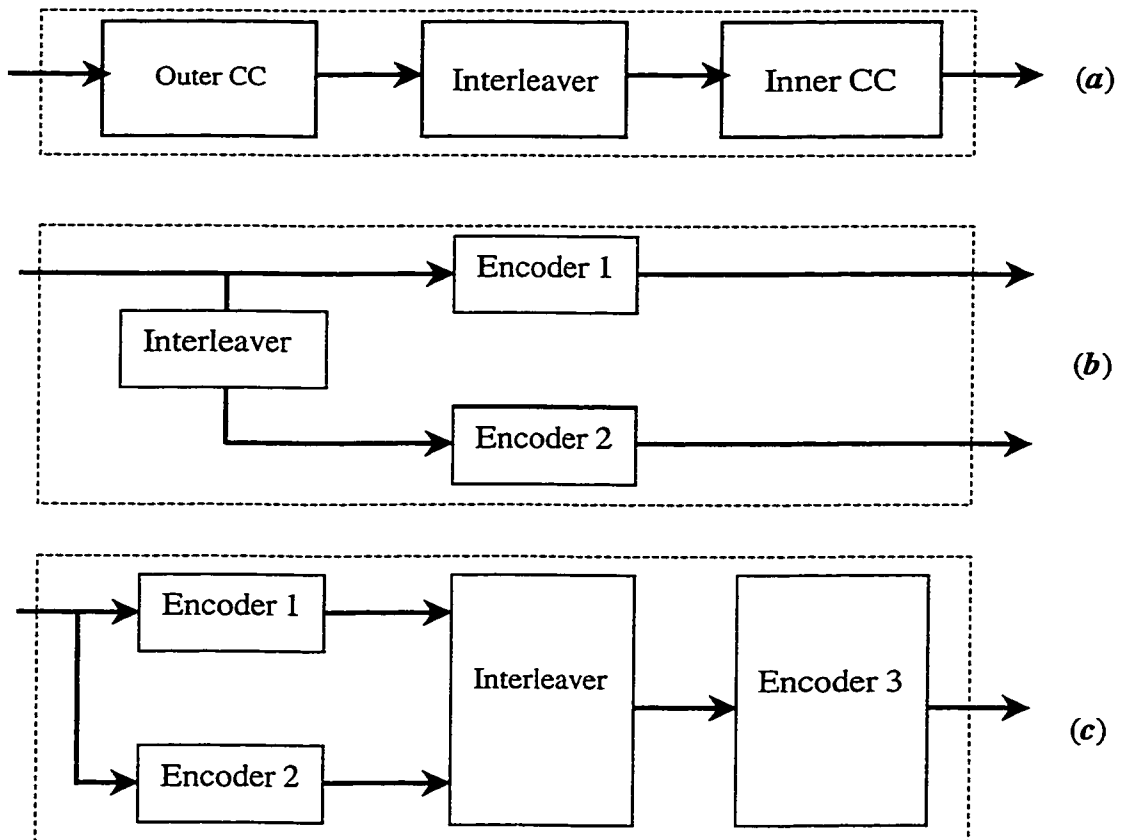 Outer CC Interleaver Inner CC (a)
Encoder 1
Interleaver
(b)
Encoder 2
Encoder 1
Interleaver Encoder 3
(c)
Encoder 2